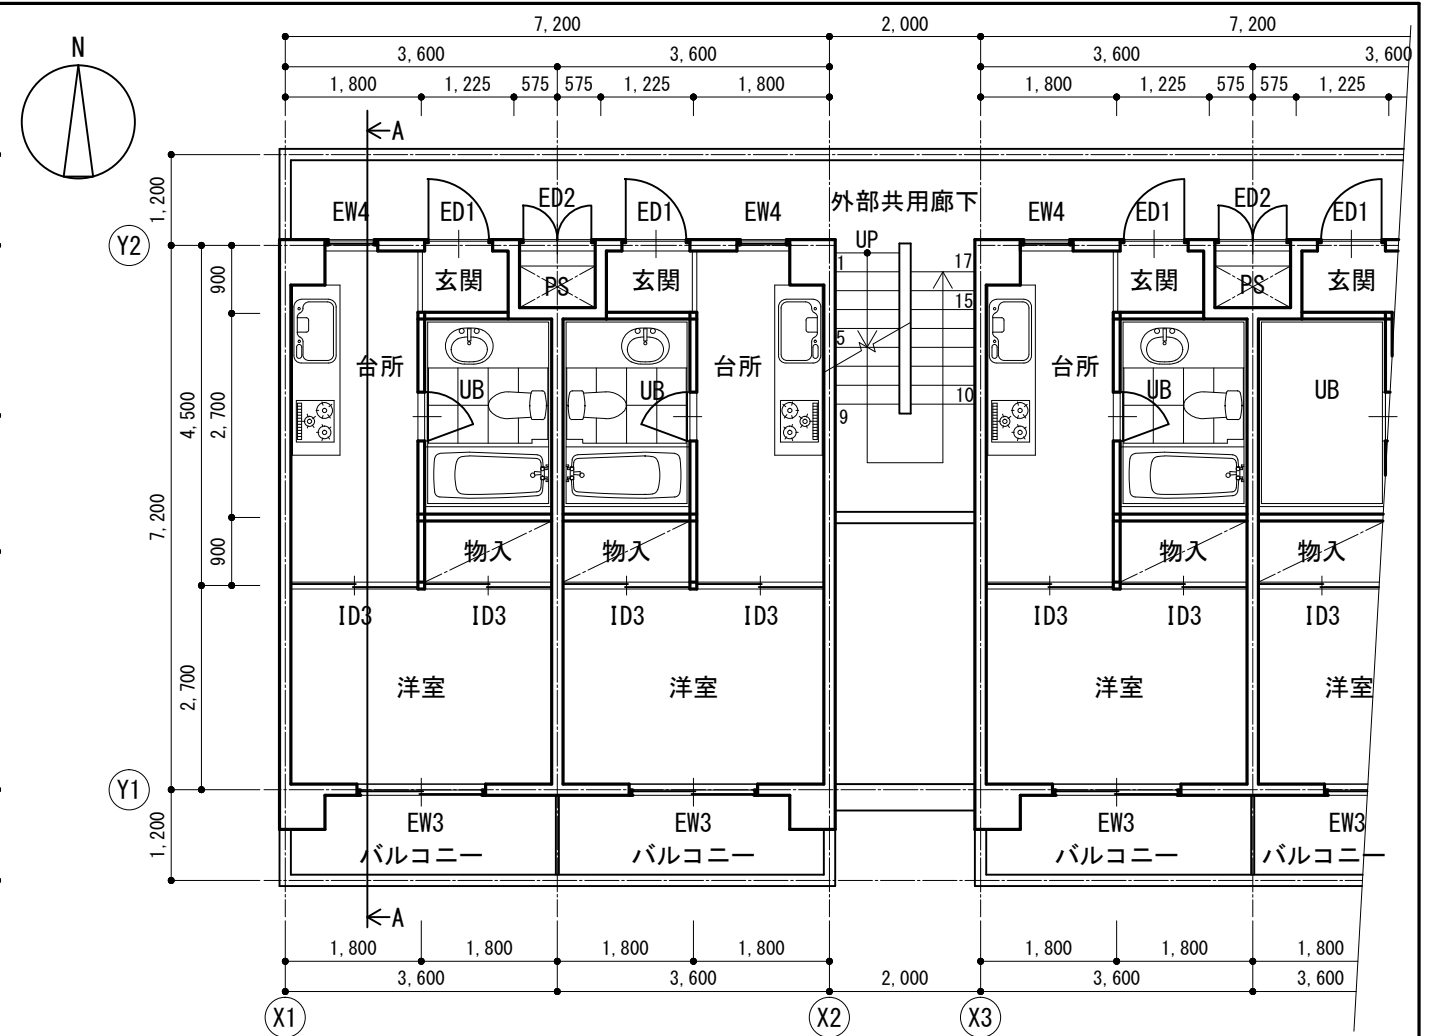 7,200
2,000
7,200
N
3,600
3,600
3,600
3,600
1,800
1,225
575
575
1,225
1,800
1,800
1,225
575
575
1,225
A
1,200
EW4
ED1
ED2
ED1
EW4
外部共用廊下
EW4
ED1
ED2
ED1
Y2
UP
1
17
玄関
PS
玄関
15
玄関
PS
玄関
900
5
台所
UB
UB
台所
10
台所
UB
UB
9
4,500
2,700
7,200
物入
物入
物入
物入
900
ID3
ID3
ID3
ID3
ID3
ID3
ID3
2,700
洋室
洋室
洋室
洋室
Y1
EW3
EW3
EW3
EW3
1,200
バルコニー
バルコニー
バルコニー
バルコニー
A
1,800
1,800
1,800
1,800
1,800
1,800
1,800
3,600
3,600
2,000
3,600
3,600
X1
X2
X3